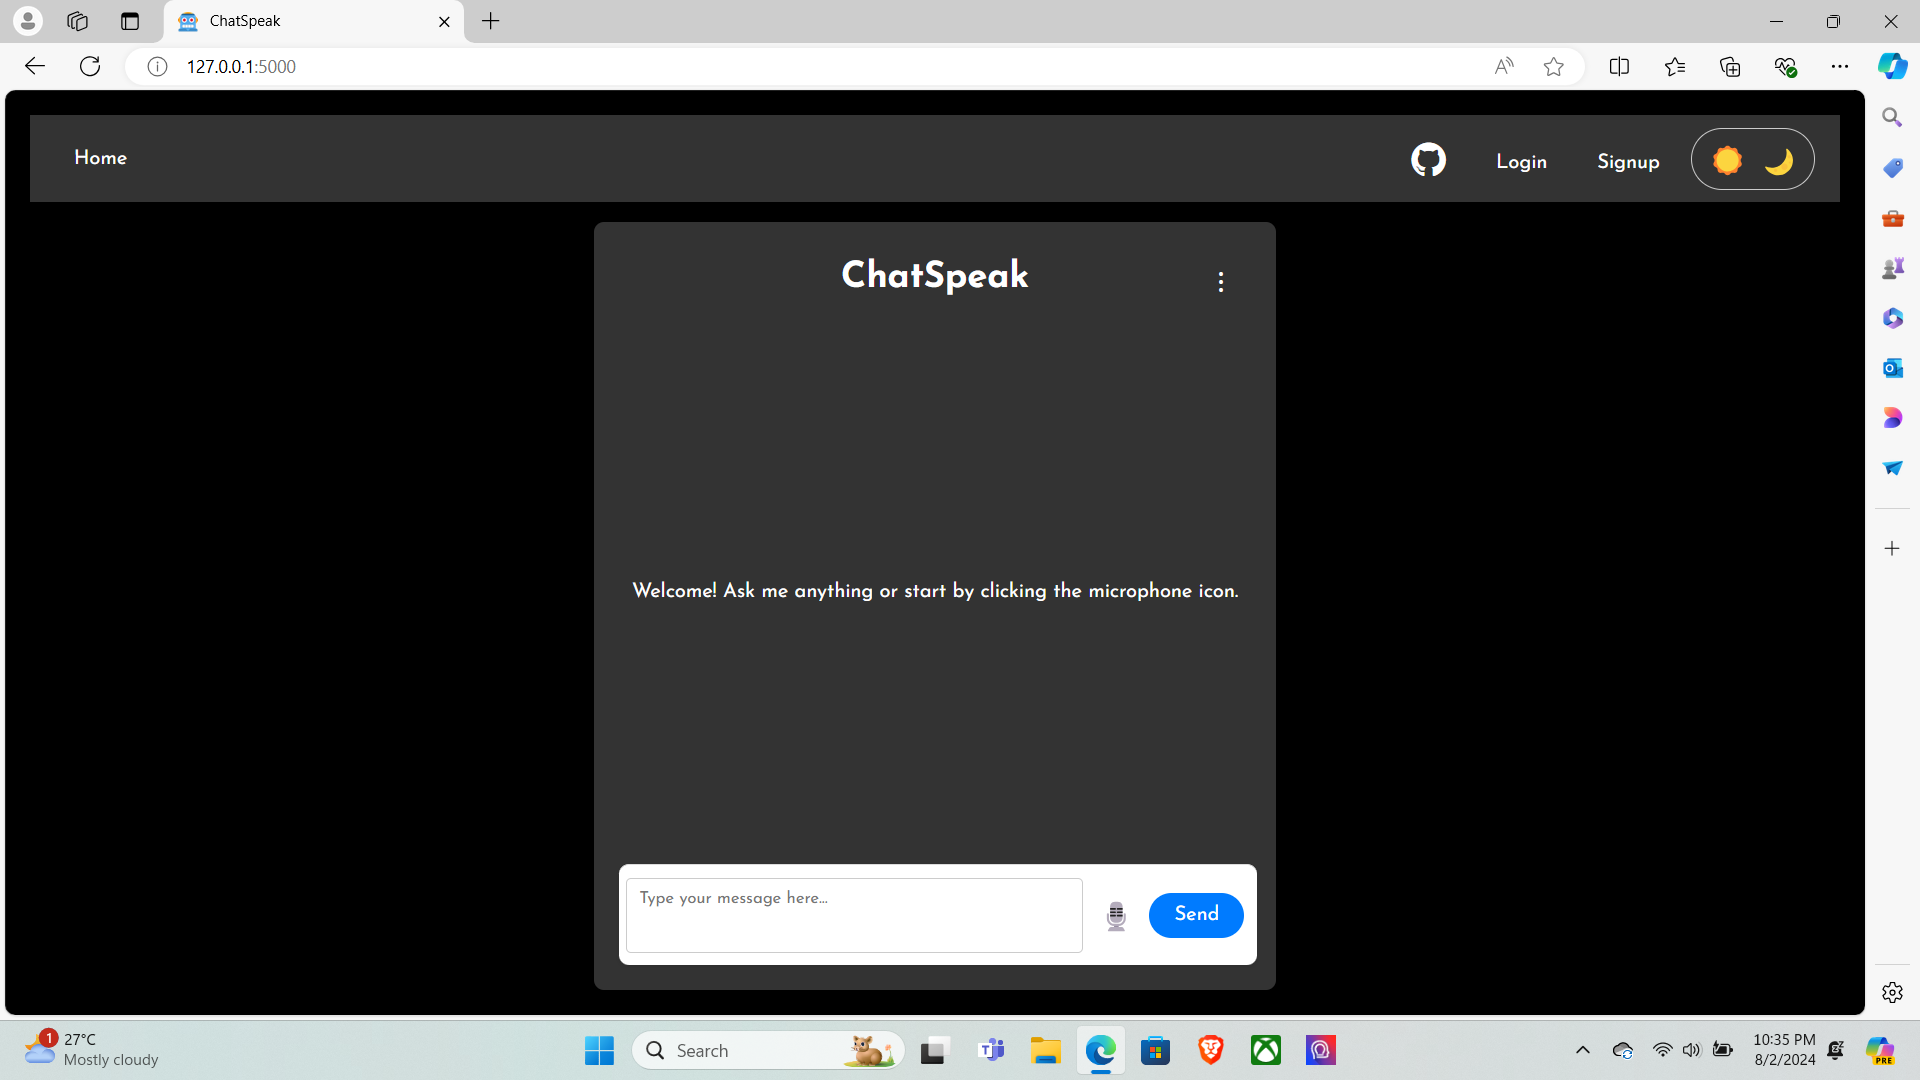 ChatSpeak
127.0.0.1:5000
Home
Login
Signup
ChatSpeak
Welcome! Ask me anything or start by clicking the microphone icon.
Type your message here...
Send
1
27°C
Mostly cloudy
Search
10:35 PM
8/2/2024
PRE